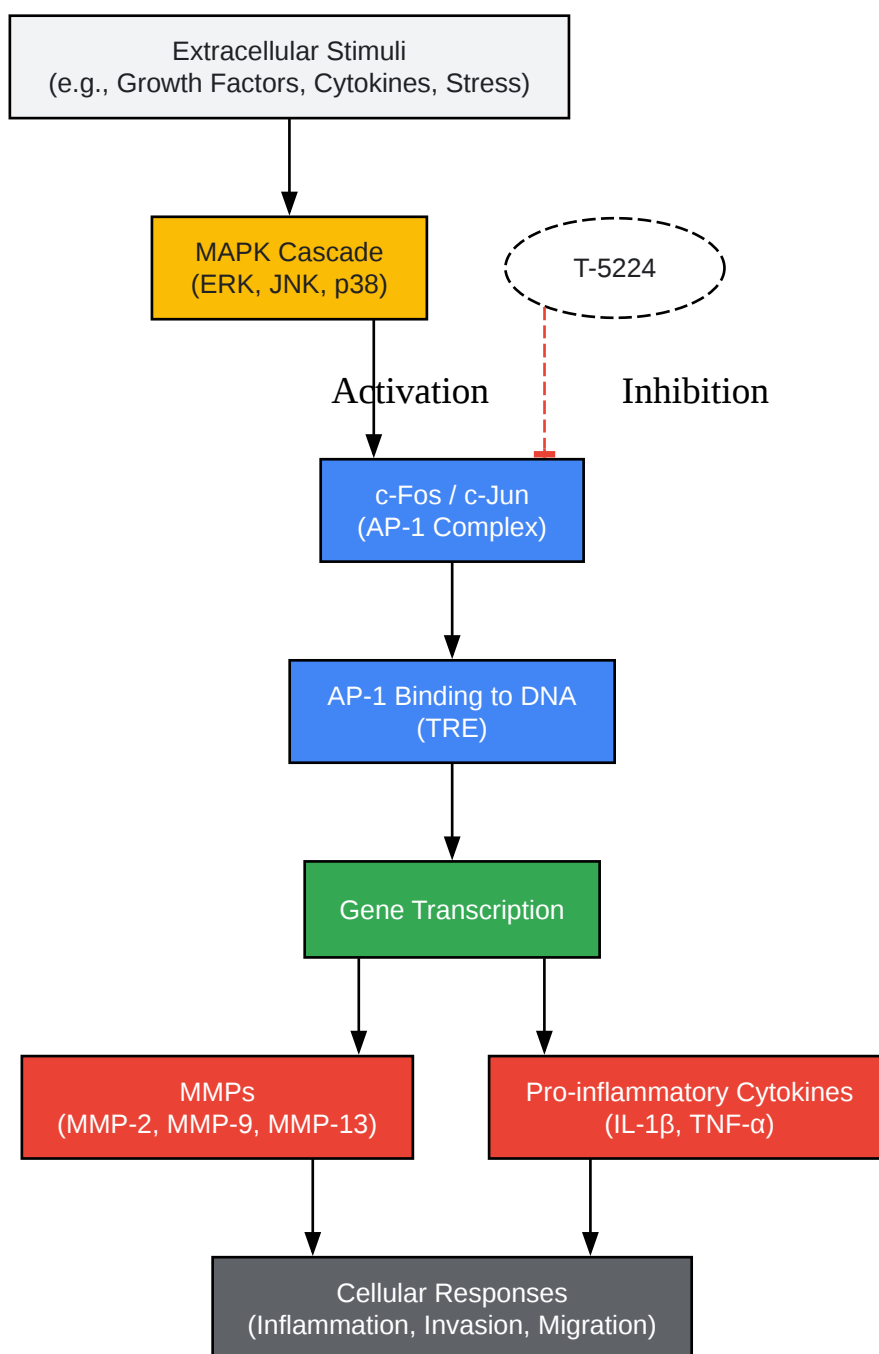 Extracellular Stimuli
(e.g., Growth Factors, Cytokines, Stress)
MAPK Cascade
(ERK, JNK, p38)
T-5224
Activation
Inhibition
c-Fos / c-Jun
(AP-1 Complex)
AP-1 Binding to DNA
(TRE)
Gene Transcription
MMPs
(MMP-2, MMP-9, MMP-13)
Pro-inflammatory Cytokines
(IL-1β, TNF-α)
Cellular Responses
(Inflammation, Invasion, Migration)